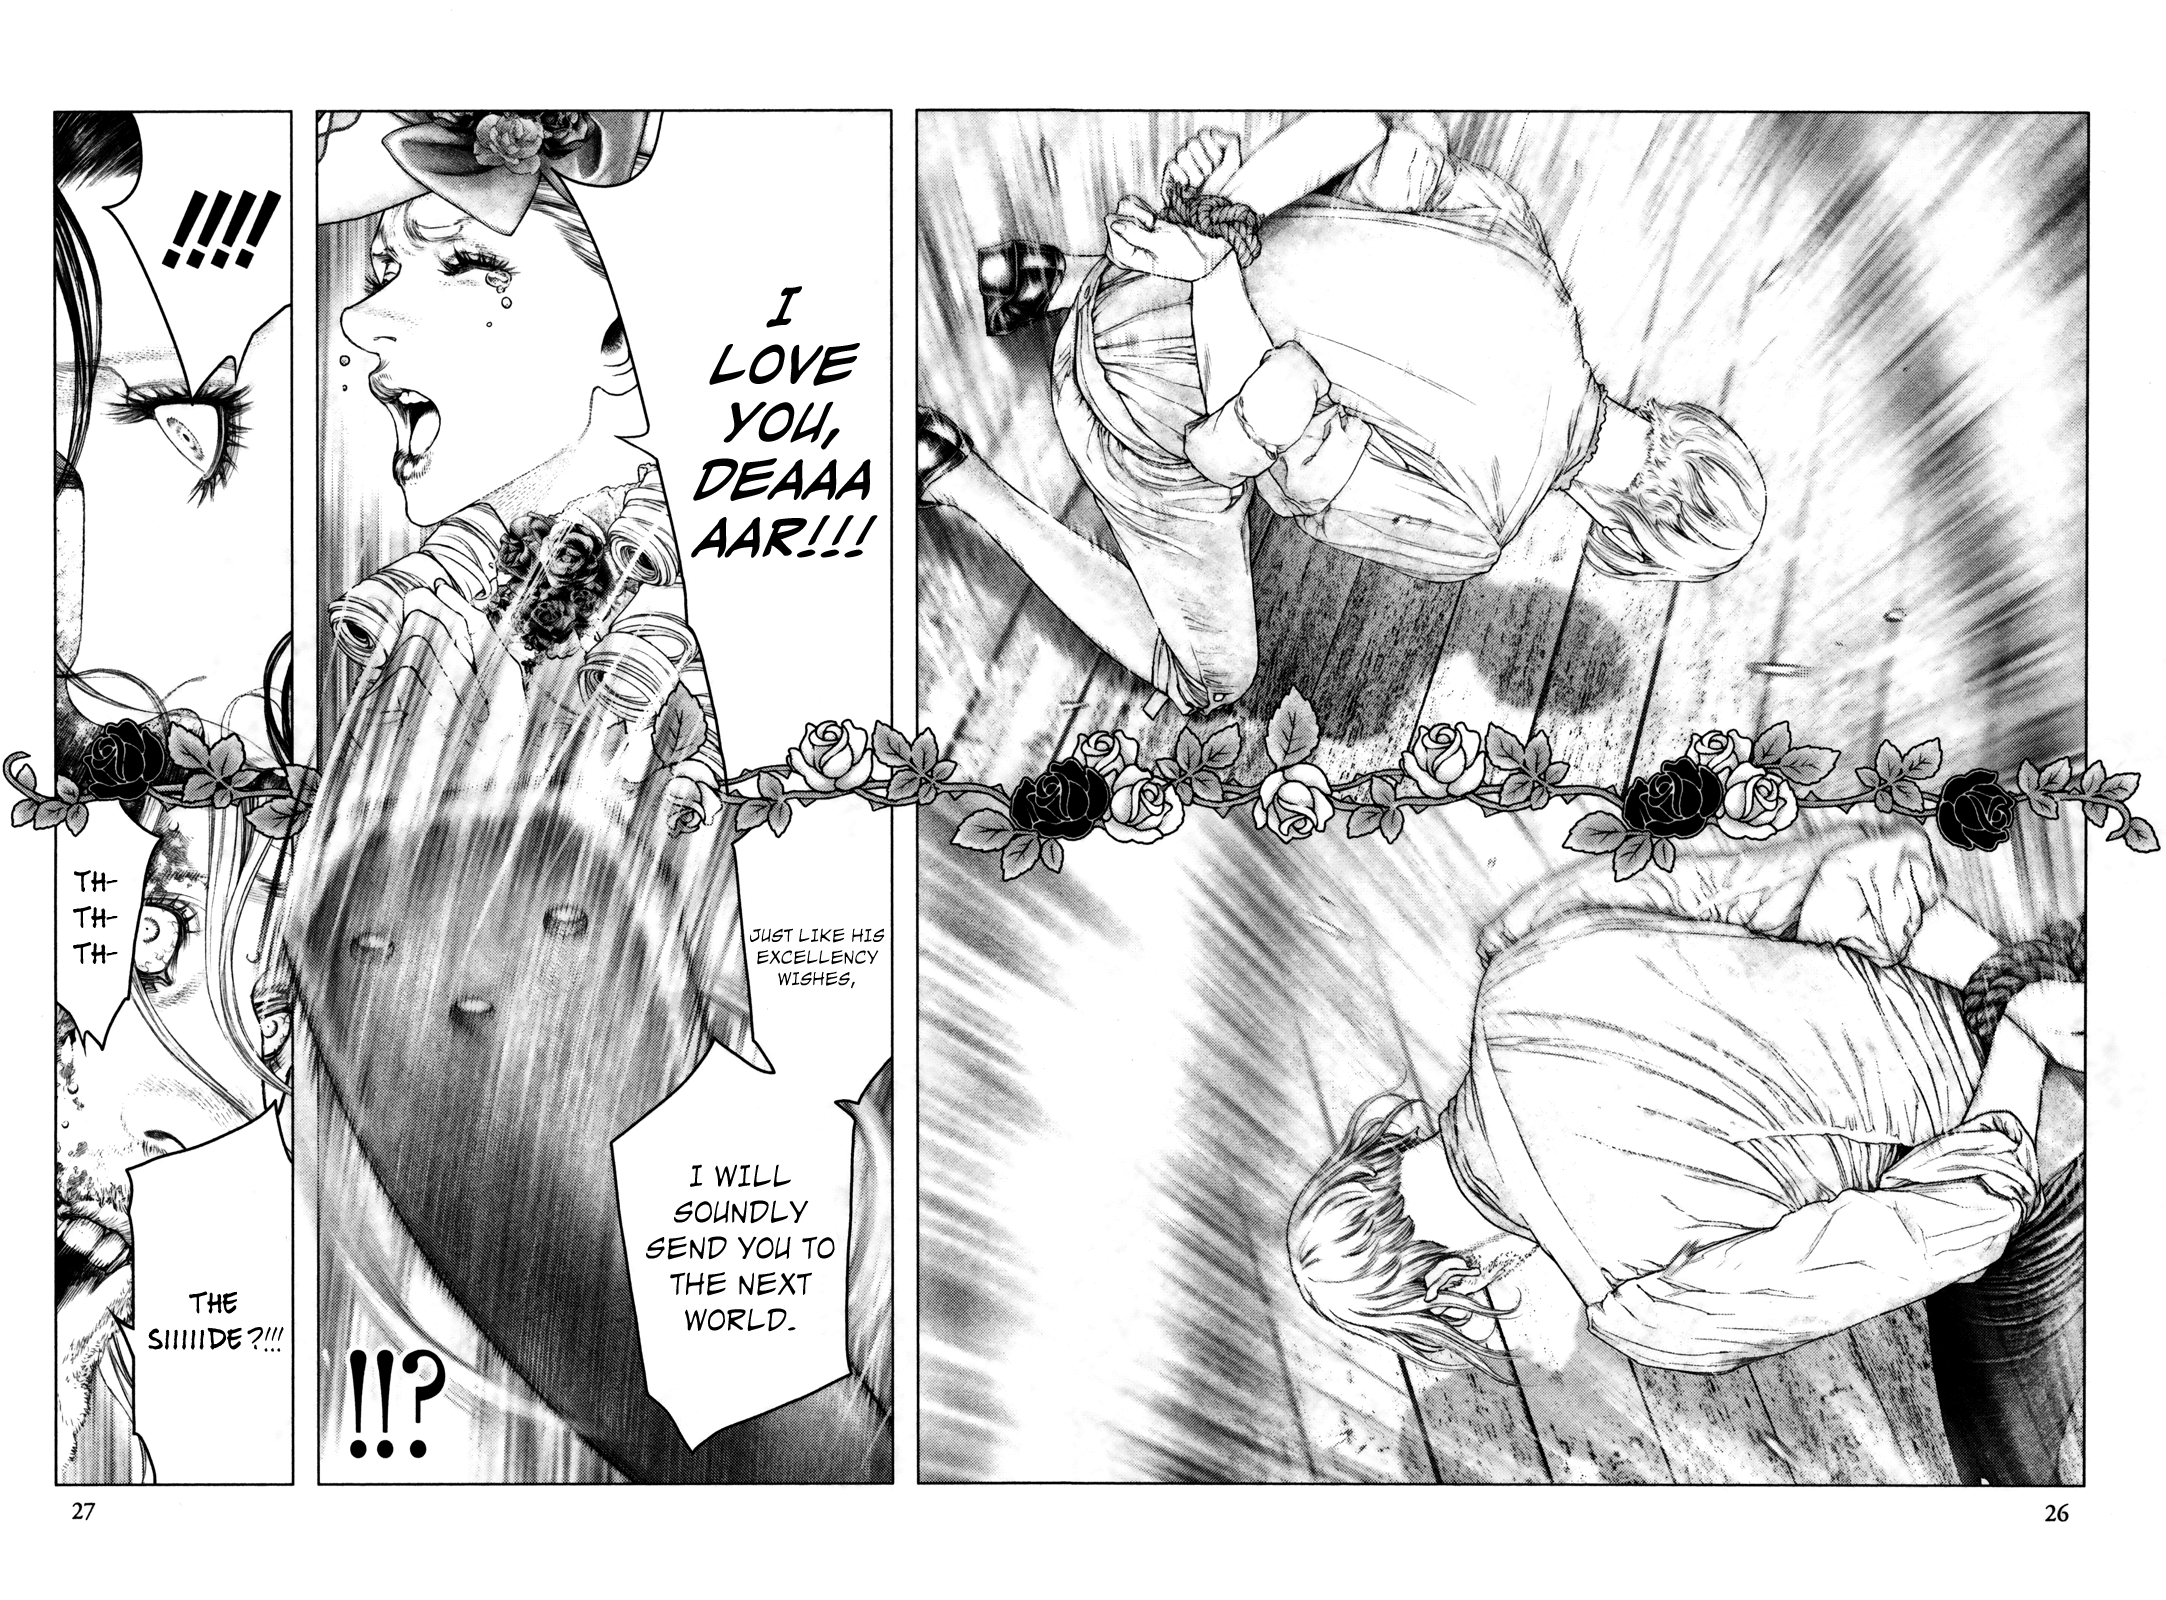 I
LOVE
YOU,
DEAAA
AAR!!!
JUST LIKE HIS
EXCELLENCY
WISHES,
I WILL
SOUNDLY
SEND YOU TO
THE NEXT
WORLD.
!!?
!!!!
TH-
TH-
TH-
THE
SIIIIIDE?!!!
27
26